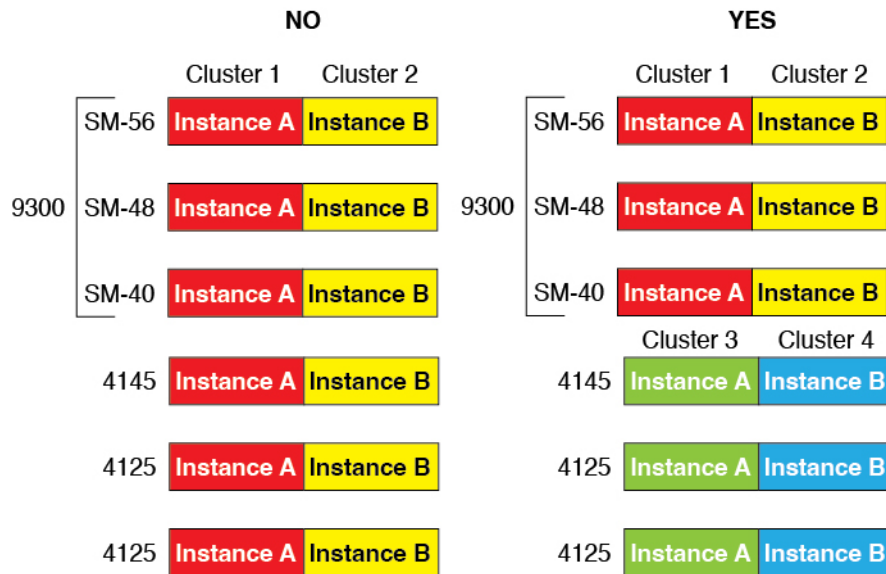 NO YES
Cluster 1 Cluster 2 Cluster 1 Cluster 2
SM-56 Instance A Instance B SM-56 Instance A Instance B
9300 SM-48 Instance A Instance B 9300 SM-48 Instance A Instance B
SM-40 Instance A Instance B SM-40 Instance A Instance B
Cluster 3 Cluster 4
4145 Instance A Instance B 4145 Instance A Instance B
4125 Instance A Instance B 4125 Instance A Instance B
4125 Instance A Instance B 4125 Instance A Instance B